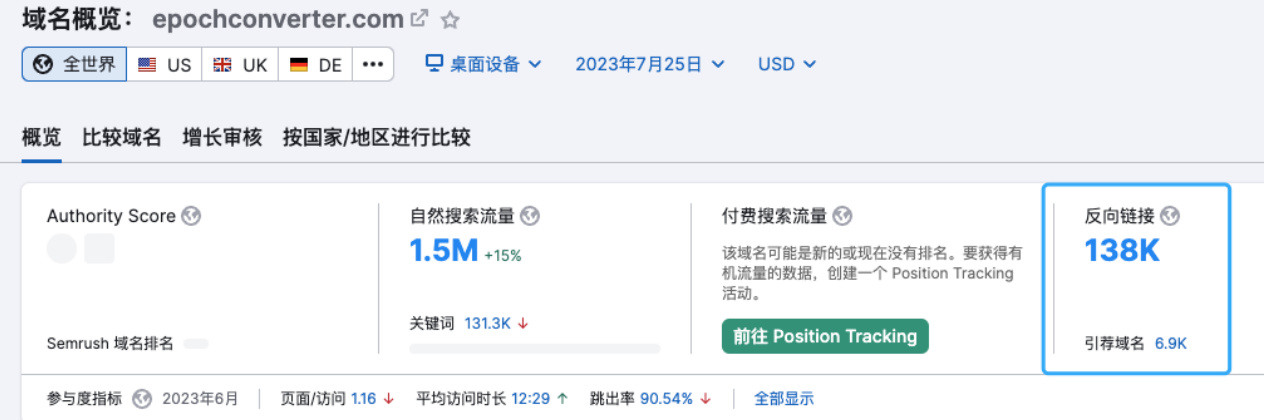 域名概览： epochconverter.com
全世界 US UK DE ••• 桌面设备 2023年7月25日 USD
概览 比较域名 增长审核 按国家/地区进行比较
Authority Score
Semrush 域名排名
自然搜索流量
1.5M +15%
关键词 131.3K ↓
付费搜索流量
该域名可能是新的或现在没有排名。要获得有
机流量的数据，创建一个 Position Tracking
活动。
前往 Position Tracking
反向链接
138K
引荐域名 6.9K
参与度指标 2023年6月 页面/访问 1.16 ↓ 平均访问时长 12:29 ↑ 跳出率 90.54% ↓ 全部显示